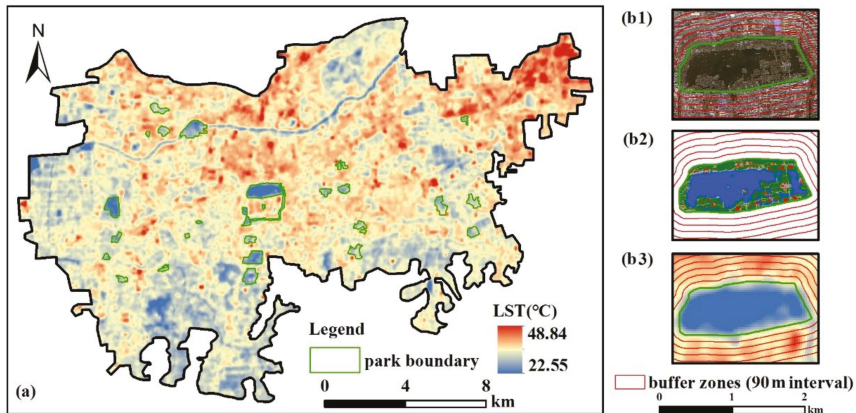 N
(b1)
(b2)
(b3)
LST(℃)
48.84
22.55
Legend
park boundary
0 4 8
km
(a)
buffer zones (90 m interval)
0 1 2
km